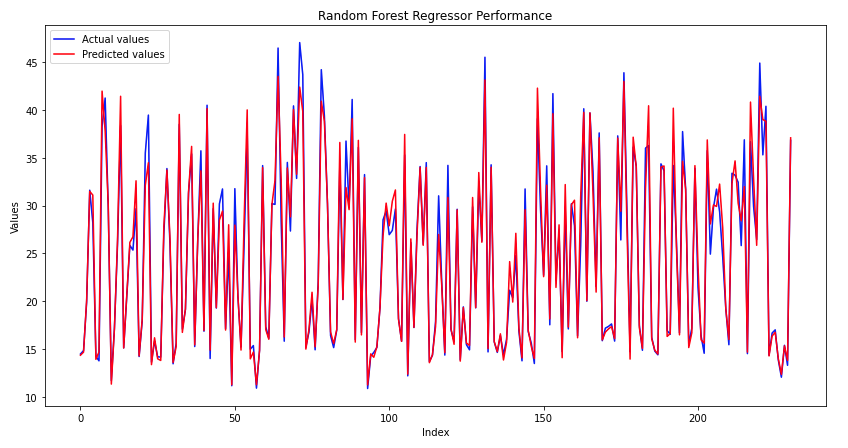 Random Forest Regressor Performance
Actual values
Predicted values
45
40
35
30
25
20
15
10
Values
0
50
100
150
200
Index